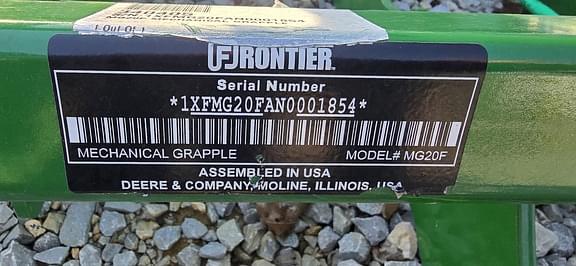 FRONTIER
Serial Number
*1XFMG20FAN0001854*
MECHANICAL GRAPPLE MODEL# MG20F
ASSEMBLED IN USA
DEERE & COMPANY, MOLINE, ILLINOIS, USA